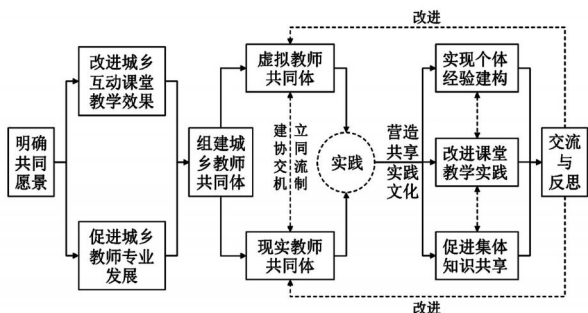 改进
改进城乡
互动课堂
教学效果
虚拟教师
共同体
实现个体
经验建构
明确
共同
愿景
组建城
乡教师
共同体
建立
协同
交流
机制
实践
营造
共享
实践
文化
改进课堂
教学实践
交流
与
反思
促进城乡
教师专业
发展
现实教师
共同体
促进集体
知识共享
改进